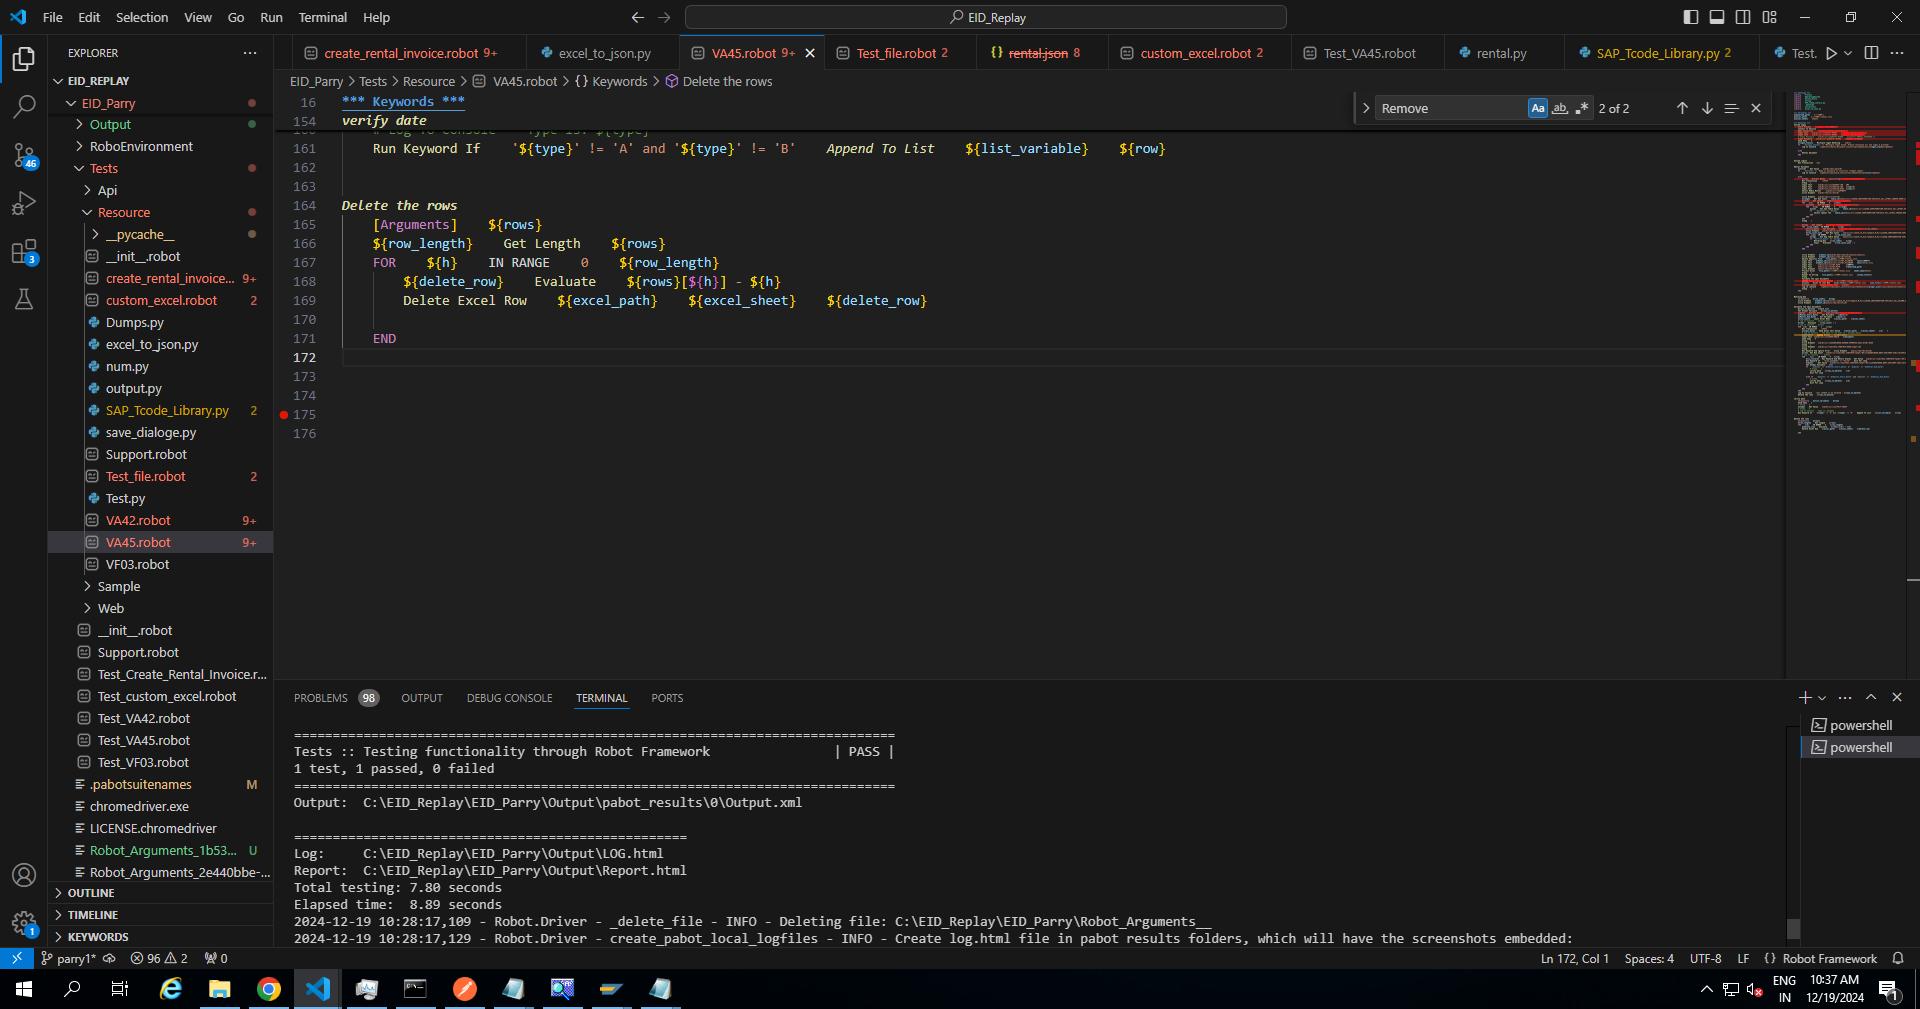 File Edit Selection View Go Run Terminal Help
EID_Replay
EXPLORER
create_rental_invoice.robot 9+
excel_to_json.py
VA45.robot 9+
Test_file.robot 2
rental.json 8
custom_excel.robot 2
Test_VA45.robot
rental.py
SAP_Tcode_Library.py 2
Test.
EID_Parry > Tests > Resource > VA45.robot > {} Keywords > Delete the rows
Remove
Aa ab .* 2 of 2
EID_REPLAY
EID_Parry
Output
RoboEnvironment
Tests
Api
Resource
__pycache__
__init__.robot
create_rental_invoice... 9+
custom_excel.robot 2
Dumps.py
excel_to_json.py
num.py
output.py
SAP_Tcode_Library.py 2
save_dialoge.py
Support.robot
Test_file.robot 2
Test.py
VA42.robot 9+
VA45.robot 9+
VF03.robot
Sample
Web
__init__.robot
Support.robot
Test_Create_Rental_Invoice.r...
Test_custom_excel.robot
Test_VA42.robot
Test_VA45.robot
Test_VF03.robot
.pabotsuitenames M
chromedriver.exe
LICENSE.chromedriver
Robot_Arguments_1b53... U
Robot_Arguments_2e440bbe-...
OUTLINE
TIMELINE
KEYWORDS
46
3
1
16 *** Keywords ***
154 verify date
160 # Log To Console    Type is: ${type}
161 Run Keyword If    '${type}' != 'A' and '${type}' != 'B'    Append To List    ${list_variable}    ${row}
162
163
164 Delete the rows
165 [Arguments]    ${rows}
166 ${row_length}    Get Length    ${rows}
167 FOR    ${h}    IN RANGE    0    ${row_length}
168 ${delete_row}    Evaluate    ${rows}[${h}] - ${h}
169 Delete Excel Row    ${excel_path}    ${excel_sheet}    ${delete_row}
170
171 END
172
173
174
175
176
PROBLEMS 98 OUTPUT DEBUG CONSOLE TERMINAL PORTS
powershell
powershell
==============================================================================
Tests :: Testing functionality through Robot Framework                | PASS |
1 test, 1 passed, 0 failed
==============================================================================
Output:  C:\EID_Replay\EID_Parry\Output\pabot_results\0\Output.xml
===================================================
Log:     C:\EID_Replay\EID_Parry\Output\LOG.html
Report:  C:\EID_Replay\EID_Parry\Output\Report.html
Total testing: 7.80 seconds
Elapsed time:  8.89 seconds
2024-12-19 10:28:17,109 - Robot.Driver - _delete_file - INFO - Deleting file: C:\EID_Replay\EID_Parry\Robot_Arguments__
2024-12-19 10:28:17,129 - Robot.Driver - create_pabot_local_logfiles - INFO - Create log.html file in pabot results folders, which will have the screenshots embedded:
parry1* 96 2 0
Ln 172, Col 1 Spaces: 4 UTF-8 LF {} Robot Framework
ENG
IN
10:37 AM
12/19/2024
1